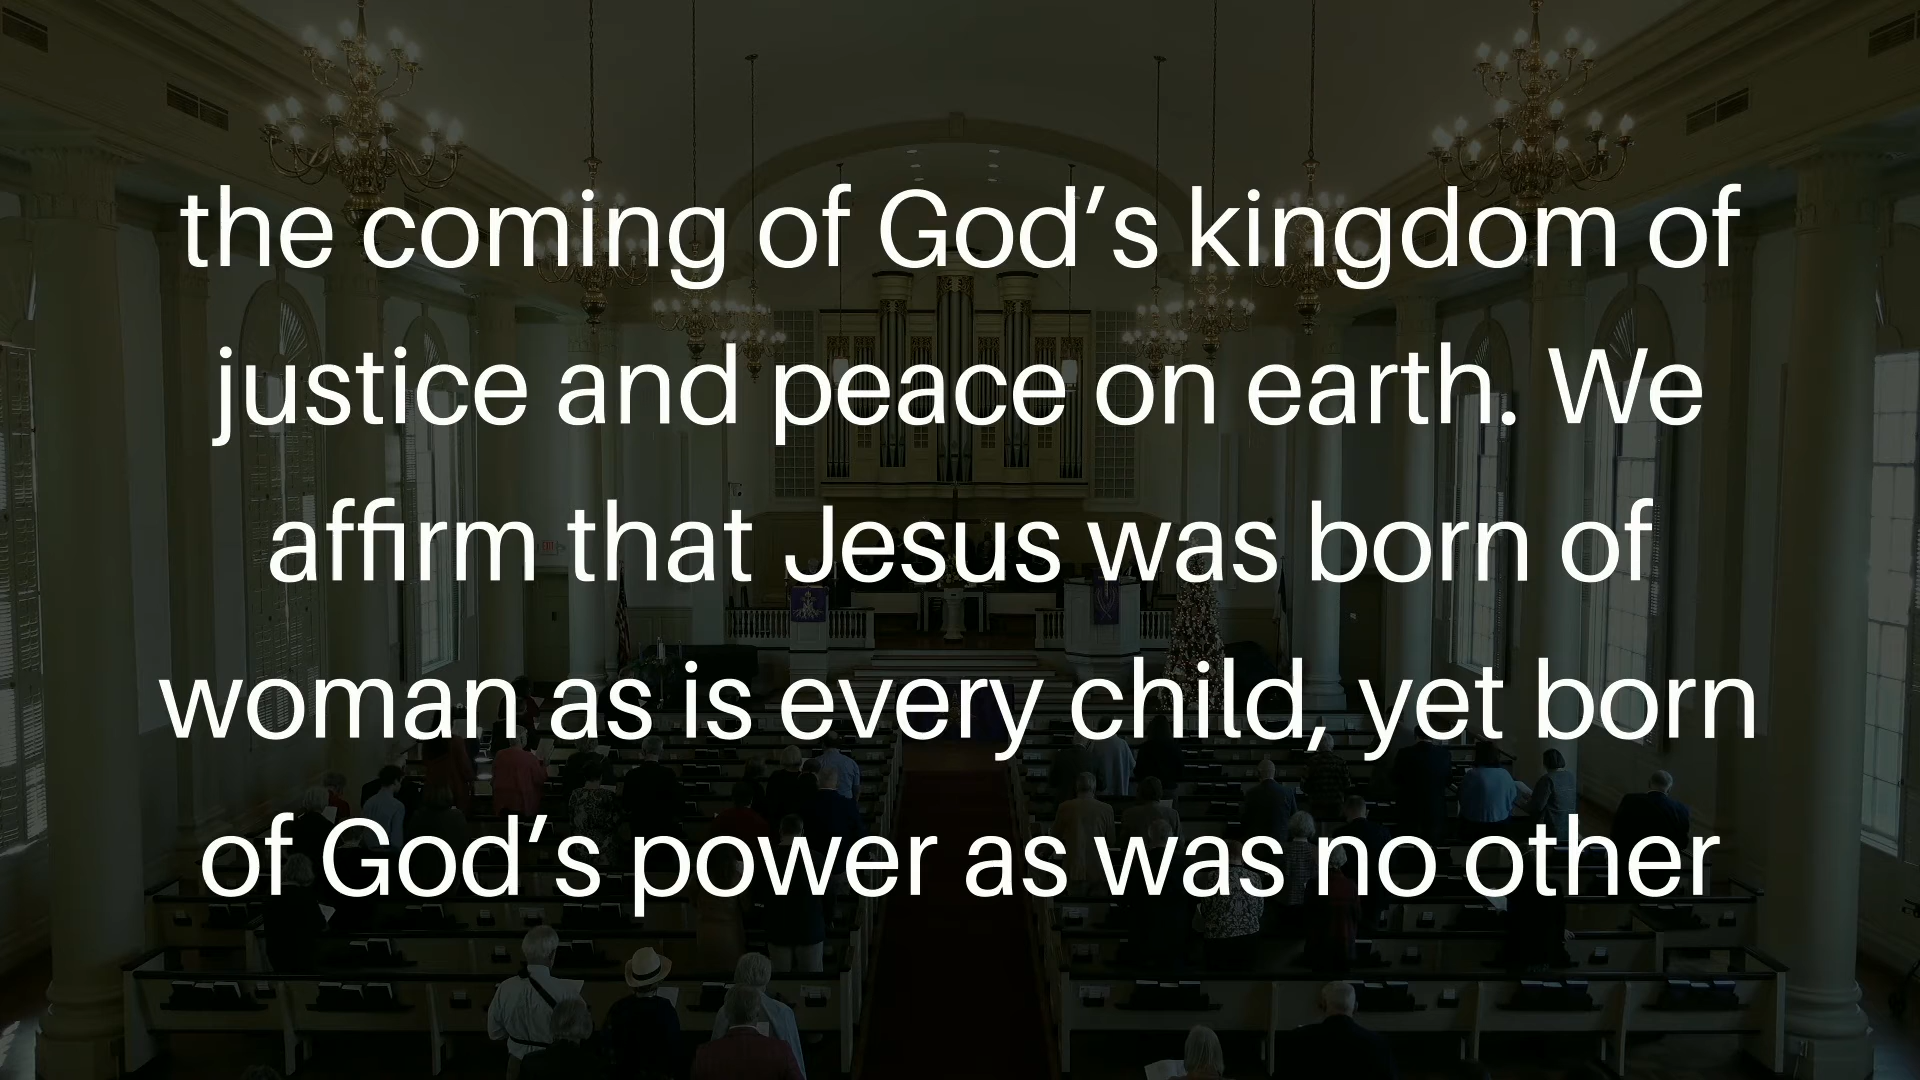 the coming of God’s kingdom of
justice and peace on earth. We
affirm that Jesus was born of
woman as is every child, yet born
of God’s power as was no other